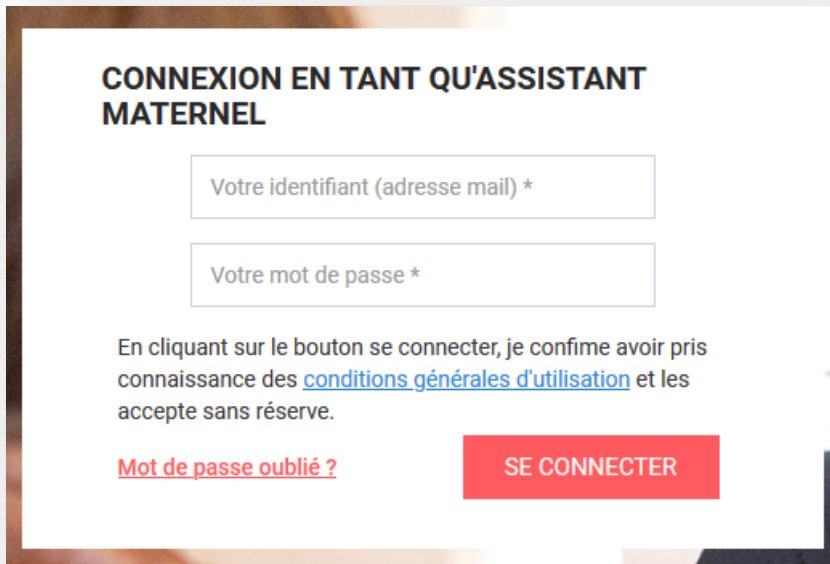 CONNEXION EN TANT QU'ASSISTANT
MATERNEL
Votre identifiant (adresse mail) *
Votre mot de passe *
En cliquant sur le bouton se connecter, je confime avoir pris
connaissance des conditions générales d'utilisation et les
accepte sans réserve.
Mot de passe oublié ?
SE CONNECTER